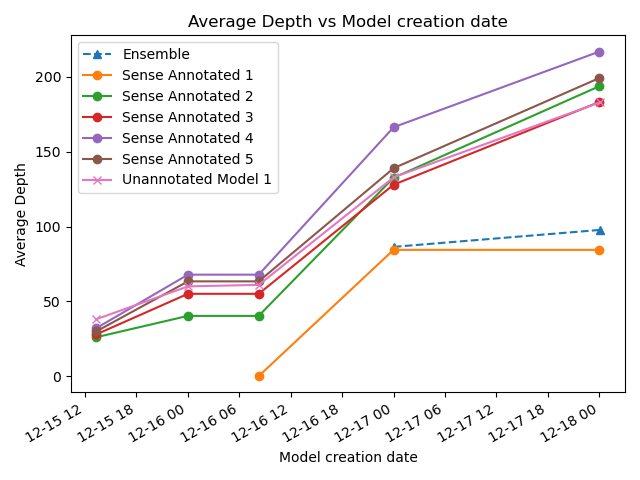 Average Depth vs Model creation date
Ensemble
Sense Annotated 1
Sense Annotated 2
Sense Annotated 3
Sense Annotated 4
Sense Annotated 5
Unannotated Model 1
Average Depth
200
150
100
50
0
12-15 12
12-15 18
12-16 00
12-16 06
12-16 12
12-16 18
12-17 00
12-17 06
12-17 12
12-17 18
12-18 00
Model creation date